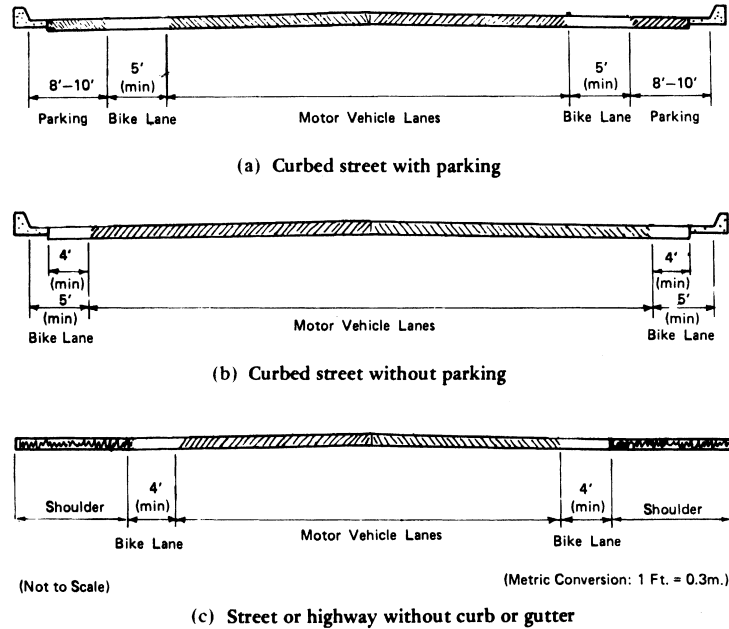 5′ 5′
8′–10′ (min) (min) 8′–10′
Parking Bike Lane Motor Vehicle Lanes Bike Lane Parking
(a) Curbed street with parking
4′ 4′
(min) (min)
5′ 5′
(min) Motor Vehicle Lanes (min)
Bike Lane Bike Lane
(b) Curbed street without parking
4′ 4′
Shoulder (min) (min) Shoulder
Bike Lane Motor Vehicle Lanes Bike Lane
(Not to Scale) (Metric Conversion: 1 Ft. = 0.3m.)
(c) Street or highway without curb or gutter